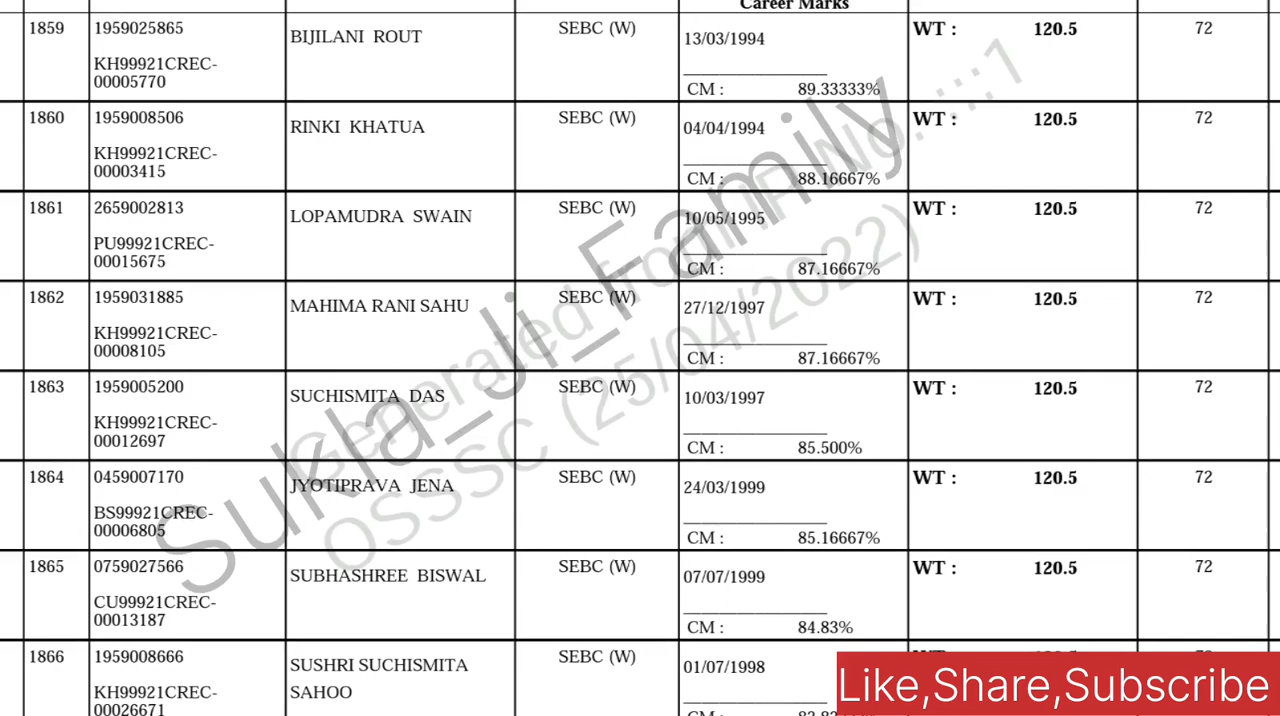 Career Marks
1859 1959025865 BIJILANI ROUT SEBC (W) 13/03/1994 WT : 120.5 72
KH99921CREC-
00005770 CM : 89.33333%
1860 1959008506 RINKI KHATUA SEBC (W) 04/04/1994 WT : 120.5 72
KH99921CREC-
00003415 CM : 88.16667%
1861 2659002813 LOPAMUDRA SWAIN SEBC (W) 10/05/1995 WT : 120.5 72
PU99921CREC-
00015675 CM : 87.16667%
1862 1959031885 MAHIMA RANI SAHU SEBC (W) 27/12/1997 WT : 120.5 72
KH99921CREC-
00008105 CM : 87.16667%
1863 1959005200 SUCHISMITA DAS SEBC (W) 10/03/1997 WT : 120.5 72
KH99921CREC-
00012697 CM : 85.500%
1864 0459007170 JYOTIPRAVA JENA SEBC (W) 24/03/1999 WT : 120.5 72
BS99921CREC-
00006805 CM : 85.16667%
1865 0759027566 SUBHASHREE BISWAL SEBC (W) 07/07/1999 WT : 120.5 72
CU99921CREC-
00013187 CM : 84.83%
1866 1959008666 SUSHRI SUCHISMITA SEBC (W) 01/07/1998
KH99921CREC- SAHOO
00026671
Sukla_Ji_Family
Generated from IP No. :::1
OSSSC (25/04/2022)
Like,Share,Subscribe